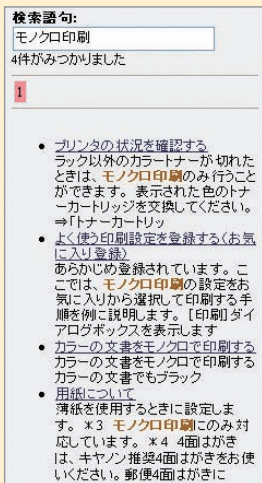 検索語句:
モノクロ印刷
4件がみつかりました
1
プリンタの状況を確認する
ラック以外のカラートナーが切れた
ときは、モノクロ印刷のみ行うこと
ができます。表示された色のトナ
ーカートリッジを交換してください。
⇒「トナーカートリッ
よく使う印刷設定を登録する(お気
に入り登録)
あらかじめ登録されています。こ
こでは、モノクロ印刷の設定をお
気に入りから選択して印刷する手
順を例に説明します。[印刷]ダイ
アログボックスを表示します
カラーの文書をモノクロで印刷する
カラーの文書をモノクロで印刷する
カラーの文書でもブラック
用紙について
薄紙を使用するときに設定しま
す。＊3 モノクロ印刷にのみ対
応しています。＊4 4面はがき
は、キヤノン推奨4面はがきをお使
いください。郵便4面はがきに